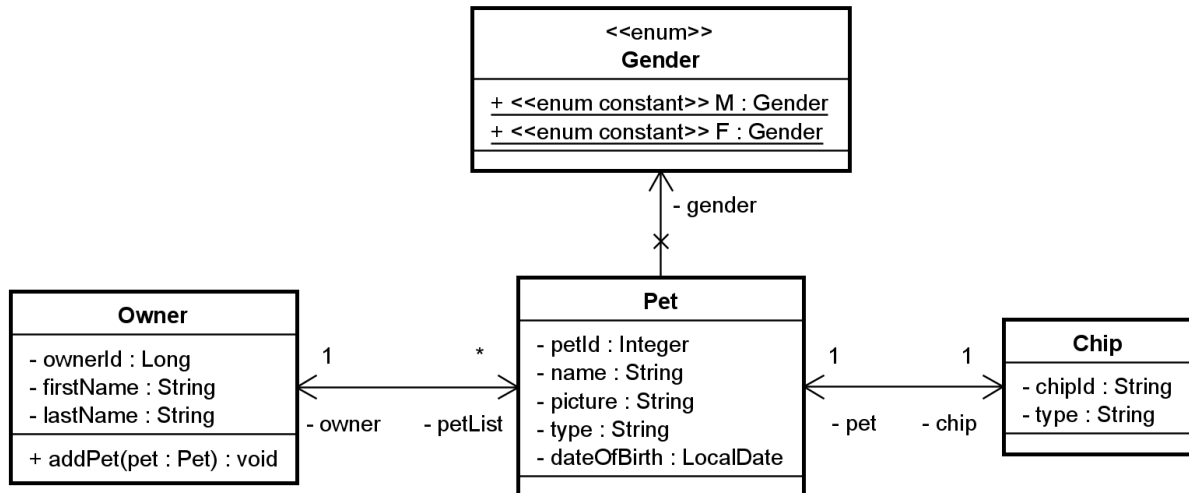 <<enum>>
Gender
+ <<enum constant>> M : Gender
+ <<enum constant>> F : Gender
- gender
Owner
- ownerId : Long
- firstName : String
- lastName : String
+ addPet(pet : Pet) : void
1
*
- owner
- petList
Pet
- petId : Integer
- name : String
- picture : String
- type : String
- dateOfBirth : LocalDate
1
1
- pet
- chip
Chip
- chipId : String
- type : String